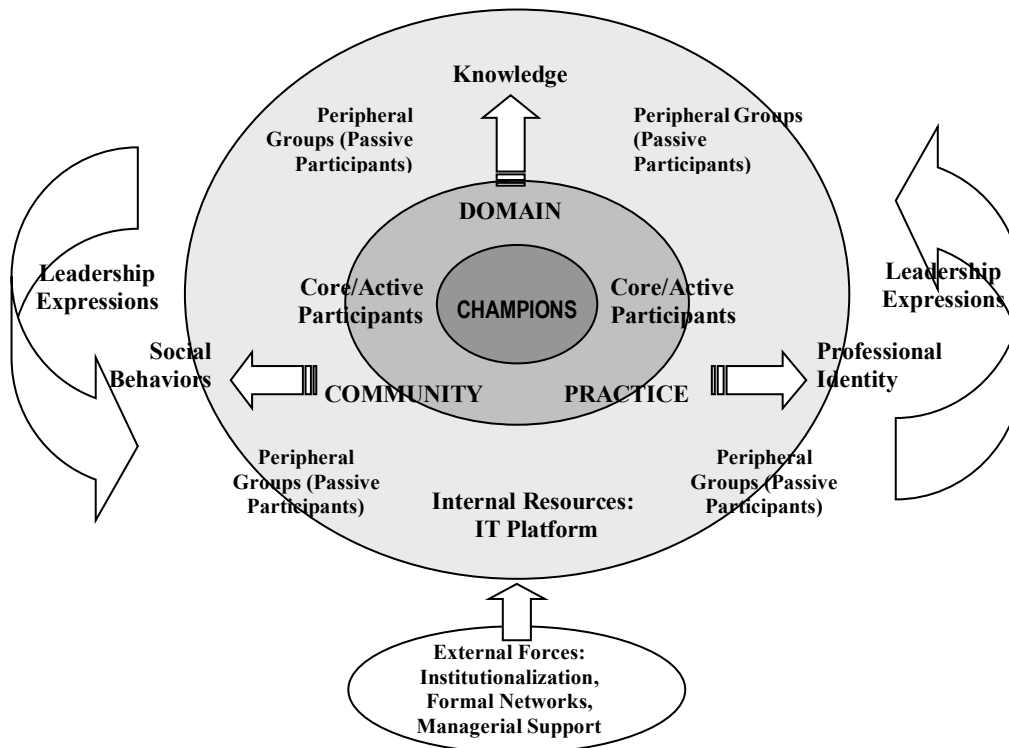 Knowledge
Peripheral
Groups (Passive
Participants)
Peripheral Groups
(Passive
Participants)
DOMAIN
Leadership
Expressions
Core/Active
Participants
CHAMPIONS
Core/Active
Participants
Leadership
Expressions
Social
Behaviors
COMMUNITY
PRACTICE
Professional
Identity
Peripheral
Groups (Passive
Participants)
Peripheral
Groups (Passive
Participants)
Internal Resources:
IT Platform
External Forces:
Institutionalization,
Formal Networks,
Managerial Support